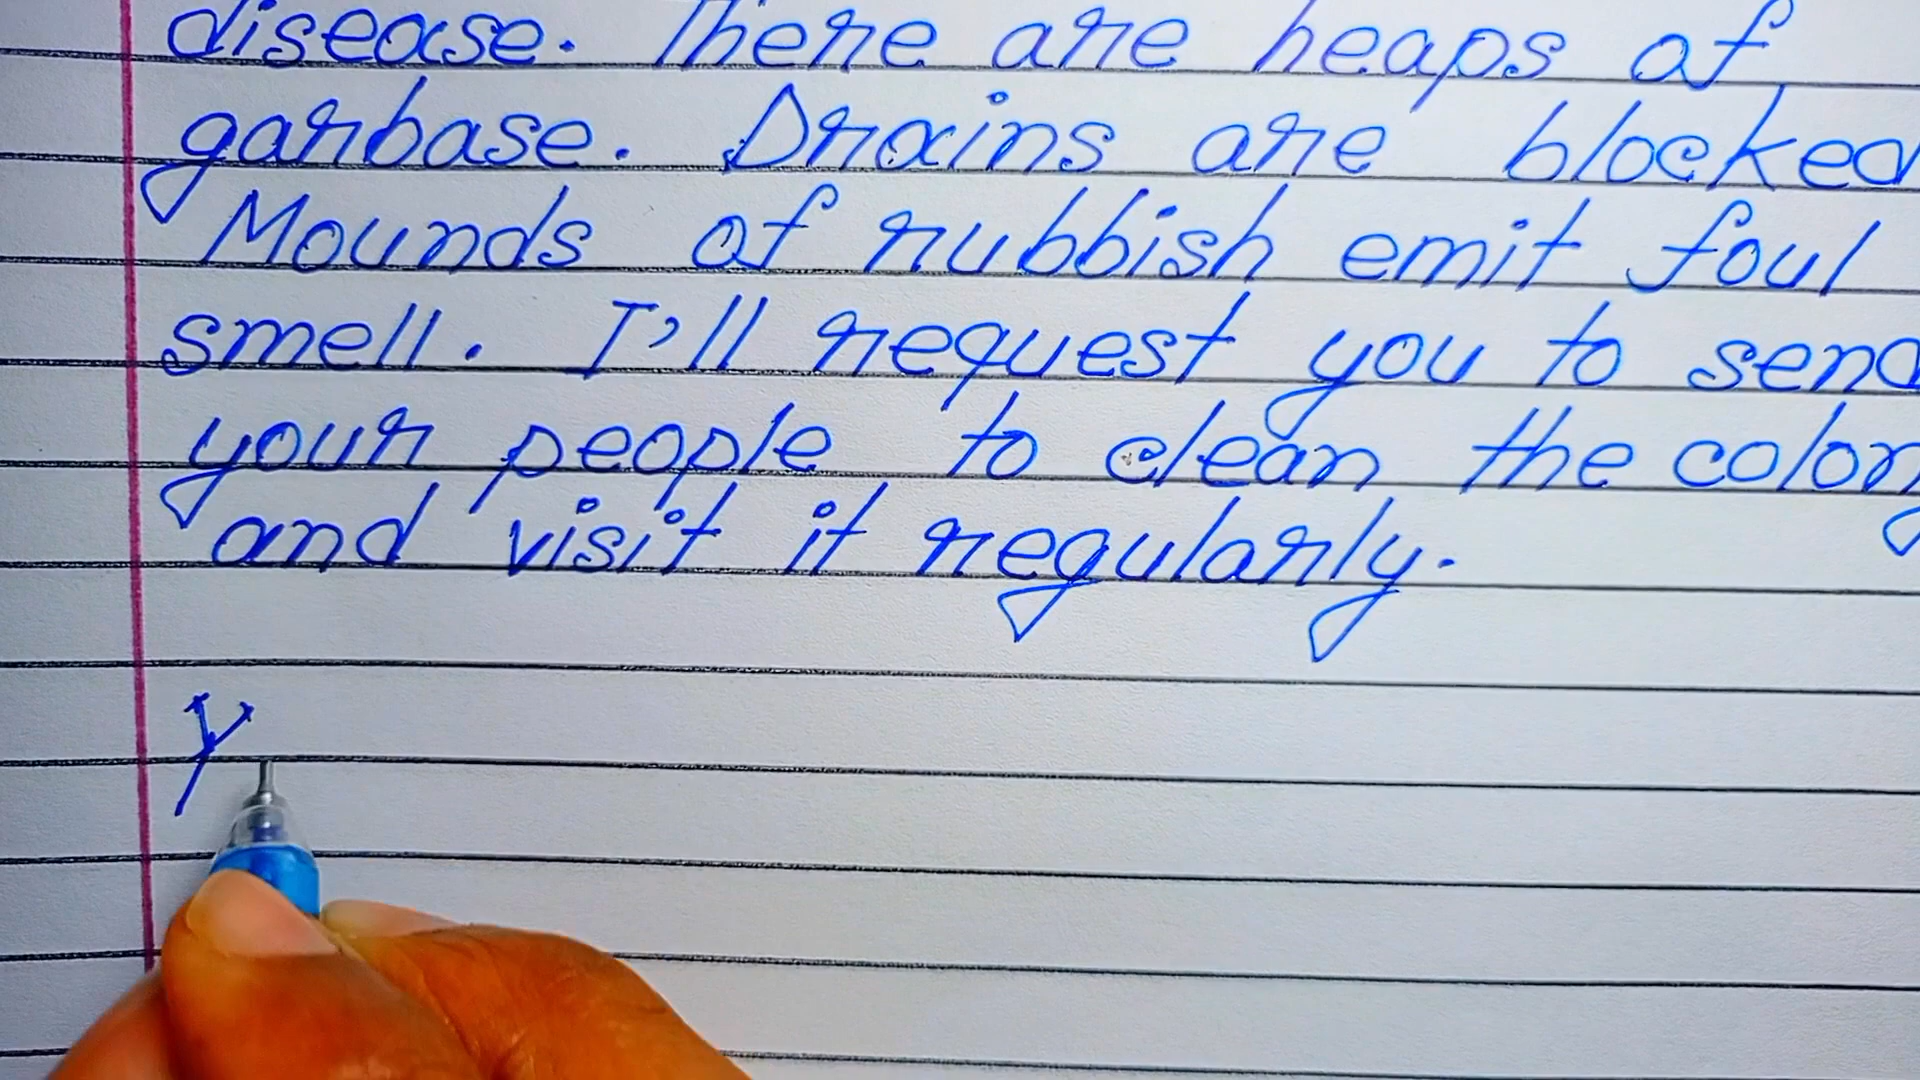 disease. There are heaps of
garbase. Drains are blocked
Mounds of rubbish emit foul
smell. I'll request you to send
your people to clean the colony
and visit it regularly.
Y